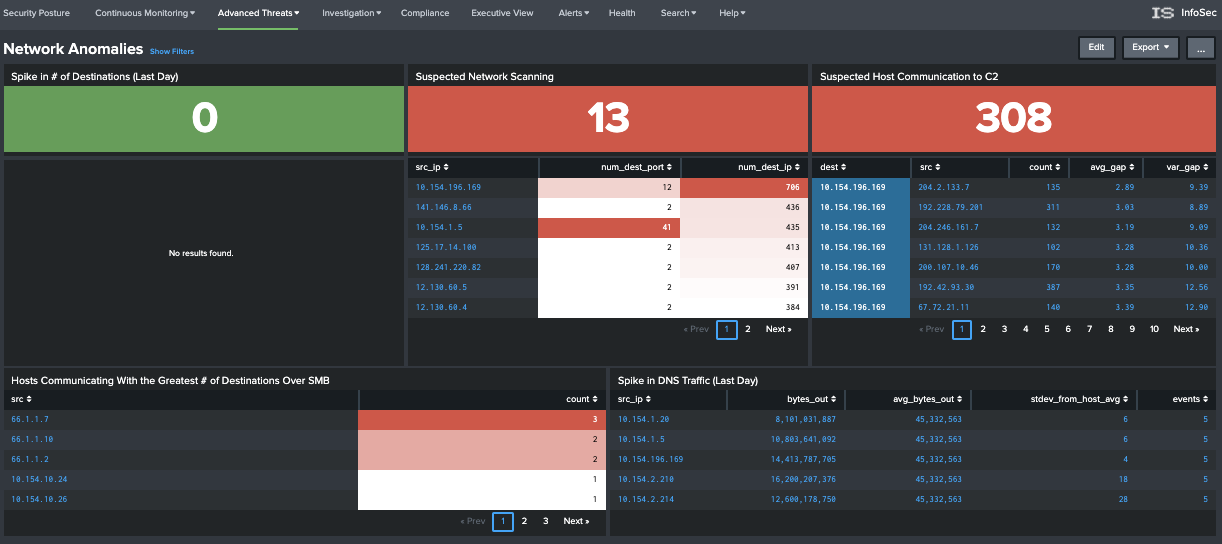 Security Posture Continuous Monitoring▾ Advanced Threats▾ Investigation▾ Compliance Executive View Alerts▾ Health Search▾ Help▾ IS InfoSec
Network Anomalies Show Filters Edit Export ▾ ...
Spike in # of Destinations (Last Day)
0
No results found.
Suspected Network Scanning
13
src_ip num_dest_port num_dest_ip
10.154.196.169 12 706
141.146.8.66 2 436
10.154.1.5 41 435
125.17.14.100 2 413
128.241.220.82 2 407
12.130.60.5 2 391
12.130.60.4 2 384
« Prev 1 2 Next »
Suspected Host Communication to C2
308
dest src count avg_gap var_gap
10.154.196.169 204.2.133.7 135 2.89 9.39
10.154.196.169 192.228.79.201 311 3.03 8.89
10.154.196.169 204.246.161.7 132 3.19 9.09
10.154.196.169 131.128.1.126 102 3.28 10.36
10.154.196.169 200.107.10.46 170 3.28 10.00
10.154.196.169 192.42.93.30 387 3.35 12.56
10.154.196.169 67.72.21.11 140 3.39 12.90
« Prev 1 2 3 4 5 6 7 8 9 10 Next »
Hosts Communicating With the Greatest # of Destinations Over SMB
src count
66.1.1.7 3
66.1.1.10 2
66.1.1.2 2
10.154.10.24 1
10.154.10.26 1
« Prev 1 2 3 Next »
Spike in DNS Traffic (Last Day)
src_ip bytes_out avg_bytes_out stdev_from_host_avg events
10.154.1.20 8,101,031,887 45,332,563 6 5
10.154.1.5 10,803,641,092 45,332,563 6 5
10.154.196.169 14,413,787,705 45,332,563 4 5
10.154.2.210 16,200,207,376 45,332,563 18 5
10.154.2.214 12,600,178,750 45,332,563 28 5